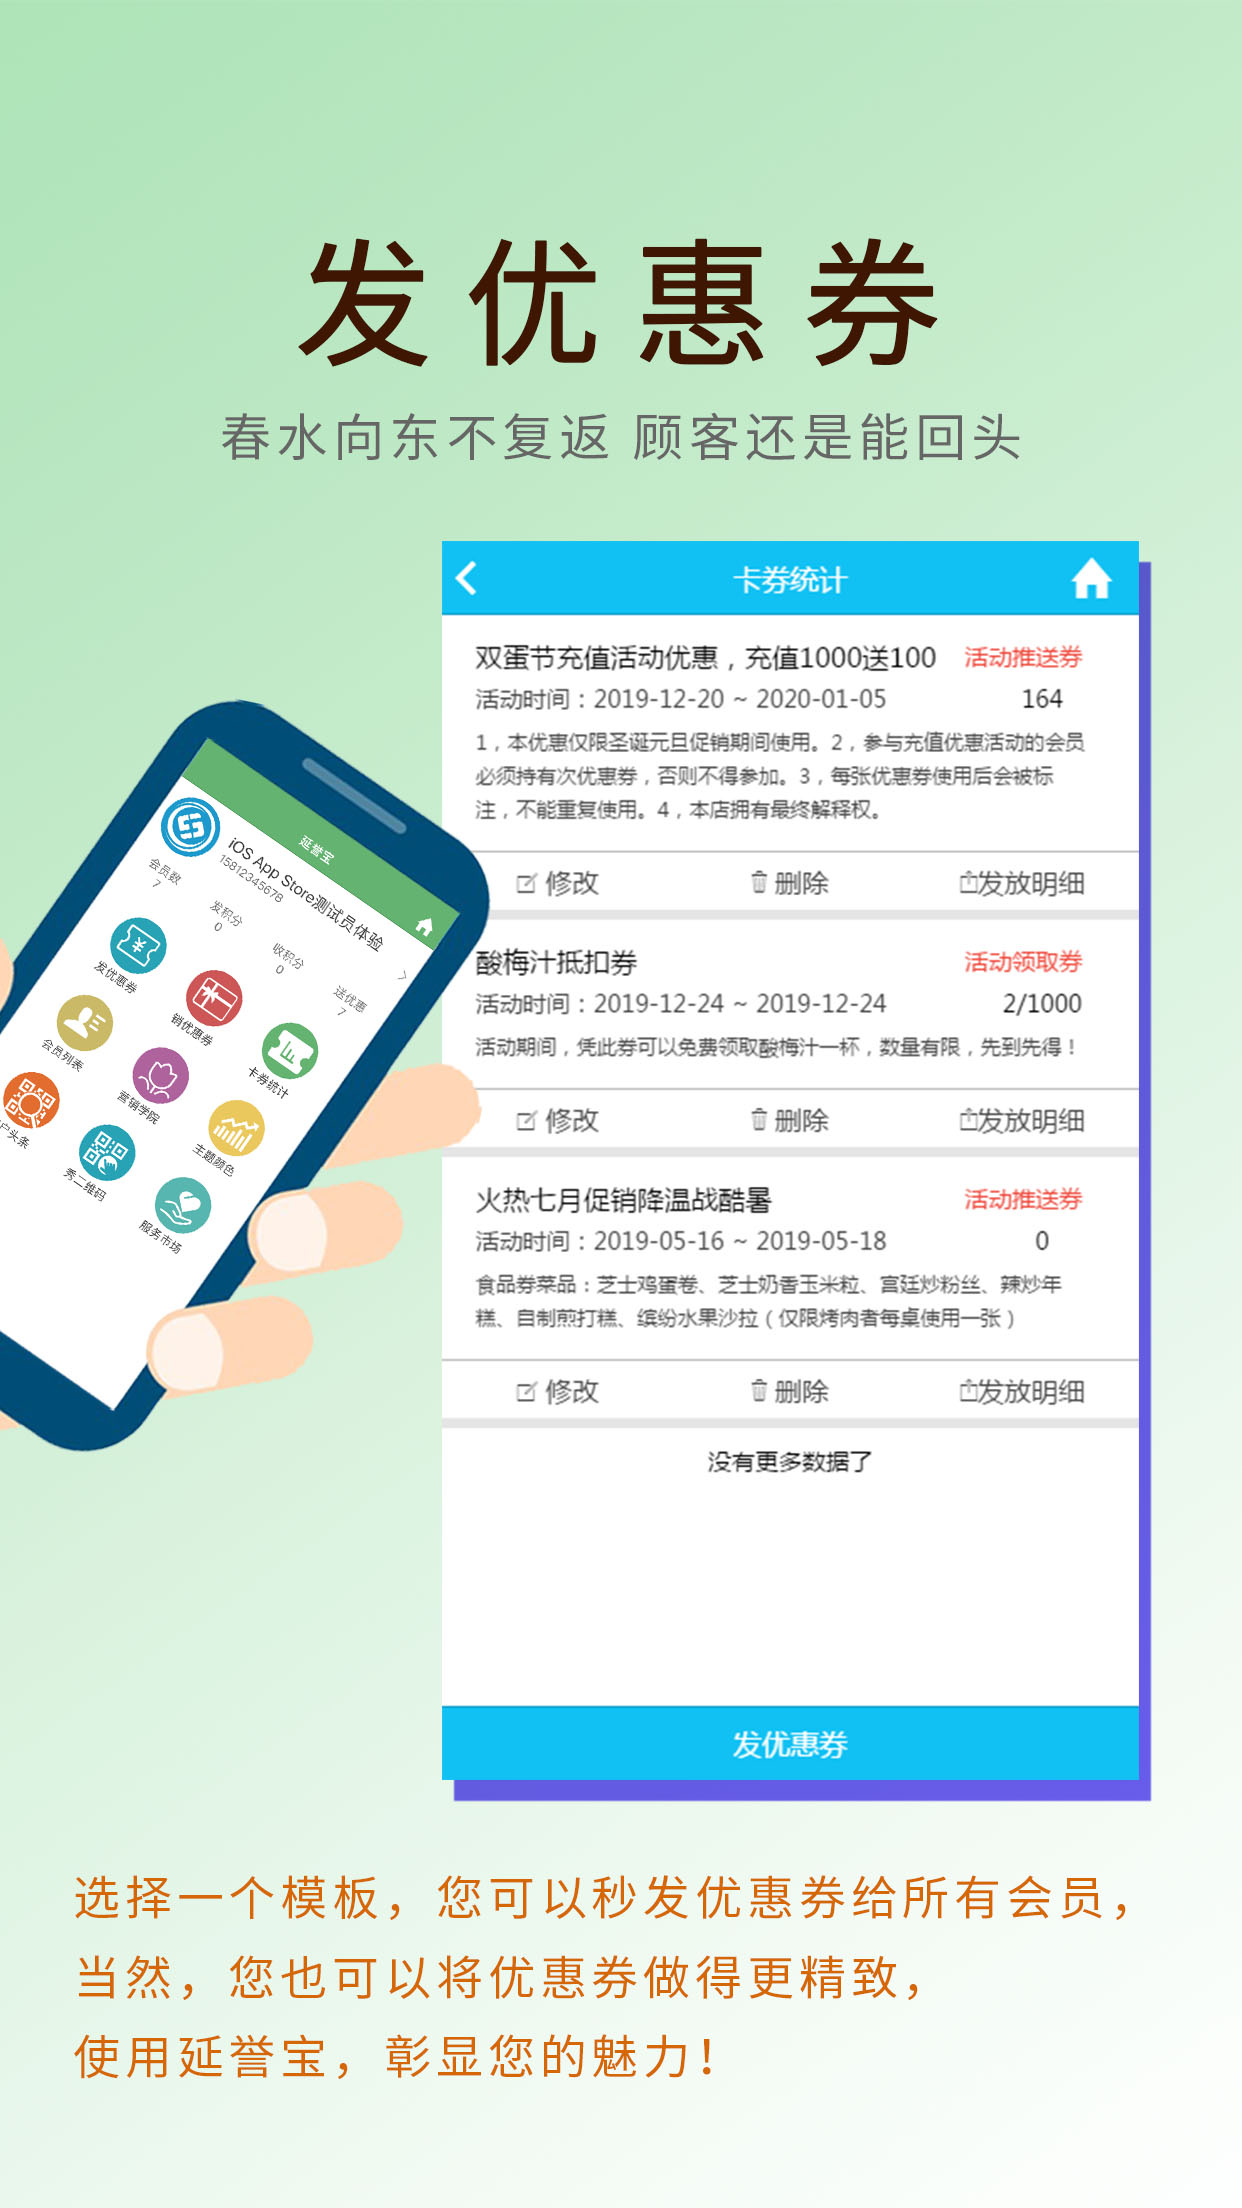 发优惠券
春水向东不复返 顾客还是能回头
卡券统计
双蛋节充值活动优惠，充值1000送100 活动推送券
活动时间：2019-12-20 ~ 2020-01-05 164
1，本优惠仅限圣诞元旦促销期间使用。2，参与充值优惠活动的会员
必须持有次优惠券，否则不得参加。3，每张优惠券使用后会被标
注，不能重复使用。4，本店拥有最终解释权。
修改 删除 发放明细
酸梅汁抵扣券 活动领取券
活动时间：2019-12-24 ~ 2019-12-24 2/1000
活动期间，凭此券可以免费领取酸梅汁一杯，数量有限，先到先得！
修改 删除 发放明细
火热七月促销降温战酷暑 活动推送券
活动时间：2019-05-16 ~ 2019-05-18 0
食品券菜品：芝士鸡蛋卷、芝士奶香玉米粒、宫廷炒粉丝、辣炒年
糕、自制煎打糕、缤纷水果沙拉（仅限烤肉者每桌使用一张）
修改 删除 发放明细
没有更多数据了
发优惠券
延誉宝
iOS App Store测试员体验
15812345678
会员数 发积分 收积分 送优惠
7 0 0 7
发优惠券 销优惠券 卡券统计
会员列表 营销学院 主题颜色
户头条 秀二维码 服务市场
选择一个模板，您可以秒发优惠券给所有会员，
当然，您也可以将优惠券做得更精致，
使用延誉宝，彰显您的魅力！